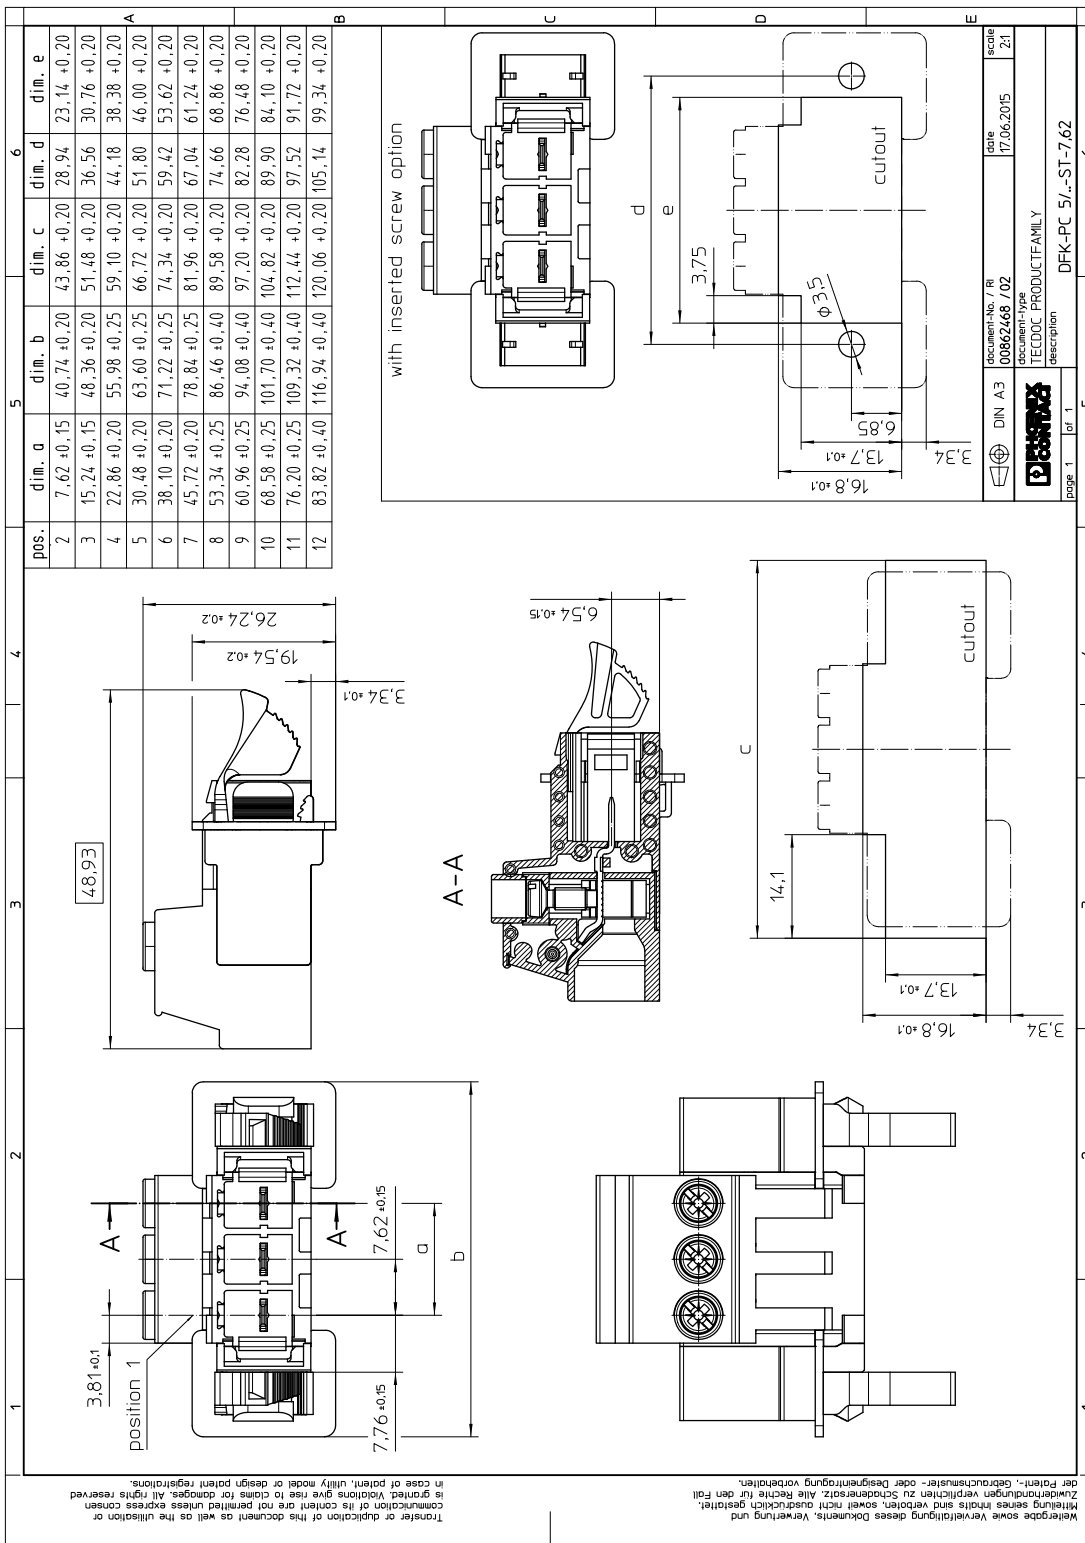 pos. dim. a dim. b dim. c dim. d dim. e
2 7,62 ±0,15 40,74 ±0,20 43,86 +0,20 28,94 23,14 +0,20
3 15,24 ±0,15 48,36 ±0,20 51,48 +0,20 36,56 30,76 +0,20
4 22,86 ±0,20 55,98 ±0,25 59,10 +0,20 44,18 38,38 +0,20
5 30,48 ±0,20 63,60 ±0,25 66,72 +0,20 51,80 46,00 +0,20
6 38,10 ±0,20 71,22 ±0,25 74,34 +0,20 59,42 53,62 +0,20
7 45,72 ±0,20 78,84 ±0,25 81,96 +0,20 67,04 61,24 +0,20
8 53,34 ±0,25 86,46 ±0,40 89,58 +0,20 74,66 68,86 +0,20
9 60,96 ±0,25 94,08 ±0,40 97,20 +0,20 82,28 76,48 +0,20
10 68,58 ±0,25 101,70 ±0,40 104,82 +0,20 89,90 84,10 +0,20
11 76,20 ±0,25 109,32 ±0,40 112,44 +0,20 97,52 91,72 +0,20
12 83,82 ±0,40 116,94 ±0,40 120,06 +0,20 105,14 99,34 +0,20
1 2 3 4 5 6
A
B
C
D
E
3,81 ±0,1
position 1
A
A
7,62 ±0,15
7,76 ±0,15
a
b
48,93
26,24 ±0,2
19,54 ±0,2
3,34 ±0,1
A-A
6,54 ±0,15
c
14,1
cutout
13,7 +0,1
16,8 +0,1
3,34
with inserted screw option
d
e
3,75
ϕ3,5
cutout
6,85
13,7 +0,1
16,8 +0,1
3,34
DIN A3
document-No. / RI
00862468 / 02
date
17.06.2015
scale
2:1
document-type
TECDOC PRODUCTFAMILY
PHOENIX
CONTACT
description
DFK-PC 5/..-ST-7,62
page 1 of 1
Transfer or duplication of this document as well as the utilisation or
communication of its content are not permitted unless express consen
is granted. Violations give rise to claims for damages. All rights reserved
in case of patent, utility model or design patent registrations.
Weitergabe sowie Vervielfältigung dieses Dokuments, Verwertung und
Mitteilung seines Inhalts sind verboten, soweit nicht ausdrücklich gestattet.
Zuwiderhandlungen verpflichten zu Schadenersatz. Alle Rechte für den Fall
der Patent-, Gebrauchsmuster- oder Designeintragung vorbehalten.